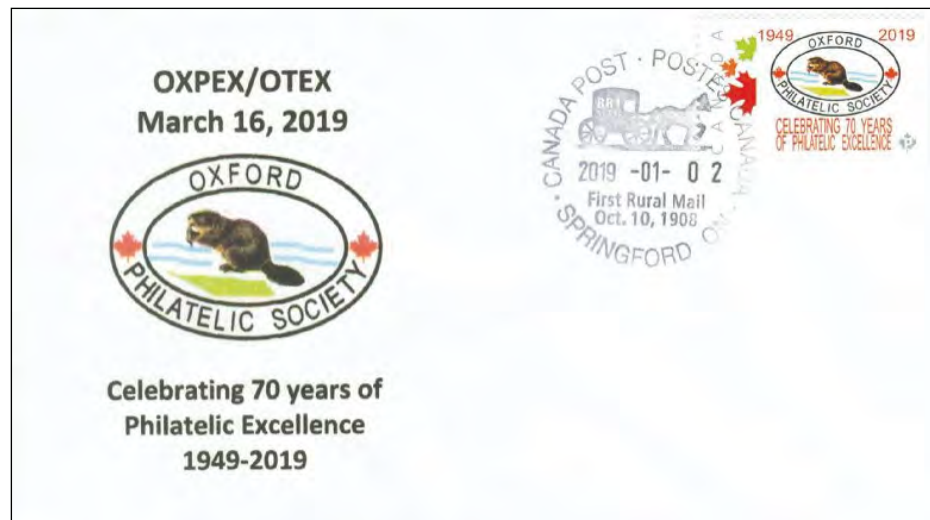 OXPEX/OTEX
March 16, 2019
OXFORD
PHILATELIC SOCIETY
Celebrating 70 years of
Philatelic Excellence
1949-2019
CANADA POST · POSTES CANADA
RR1
2019 -01- 02
First Rural Mail
Oct. 10, 1908
· SPRINGFORD ON ·
1949 2019
OXFORD
PHILATELIC SOCIETY
CELEBRATING 70 YEARS
OF PHILATELIC EXCELLENCE
P
CANADA